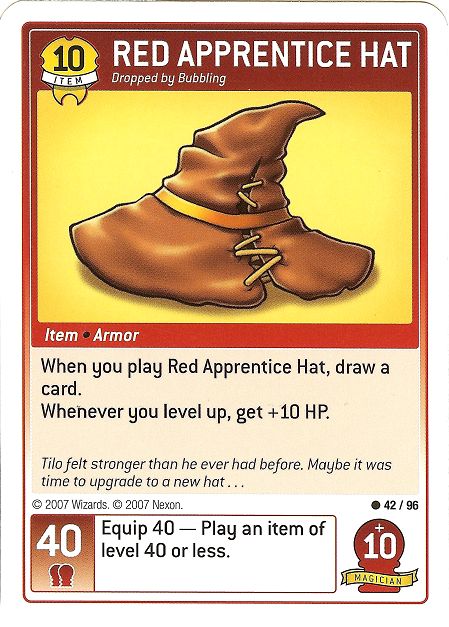 10
ITEM
RED APPRENTICE HAT
Dropped by Bubbling
Item • Armor
When you play Red Apprentice Hat, draw a
card.
Whenever you level up, get +10 HP.
Tilo felt stronger than he ever had before. Maybe it was
time to upgrade to a new hat . . .
© 2007 Wizards. © 2007 Nexon.
● 42 / 96
40
Equip 40 — Play an item of
level 40 or less.
+
10
MAGICIAN